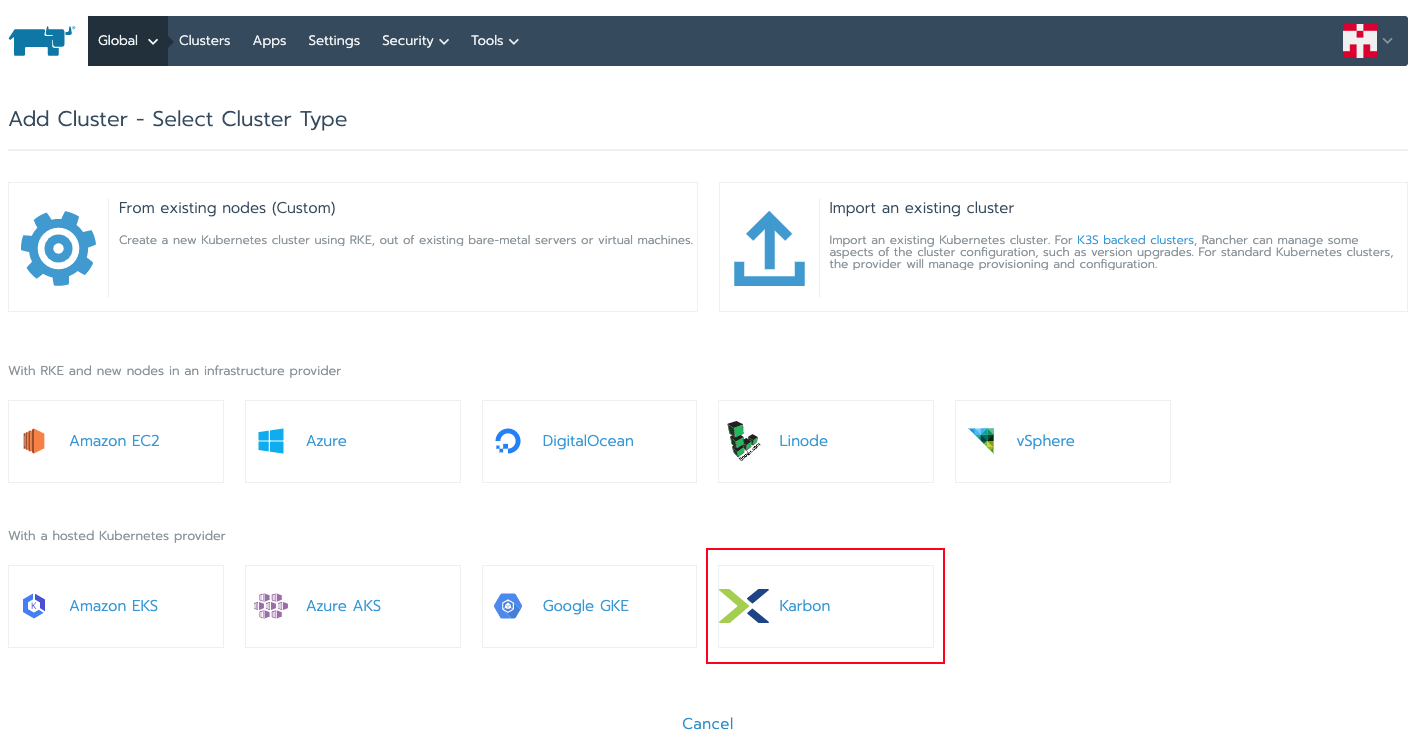 Global Clusters Apps Settings Security Tools
Add Cluster - Select Cluster Type
From existing nodes (Custom)
Create a new Kubernetes cluster using RKE, out of existing bare-metal servers or virtual machines.
Import an existing cluster
Import an existing Kubernetes cluster. For K3S backed clusters, Rancher can manage some
aspects of the cluster configuration, such as version upgrades. For standard Kubernetes clusters,
the provider will manage provisioning and configuration.
With RKE and new nodes in an infrastructure provider
Amazon EC2 Azure DigitalOcean Linode vSphere
With a hosted Kubernetes provider
Amazon EKS Azure AKS Google GKE Karbon
Cancel